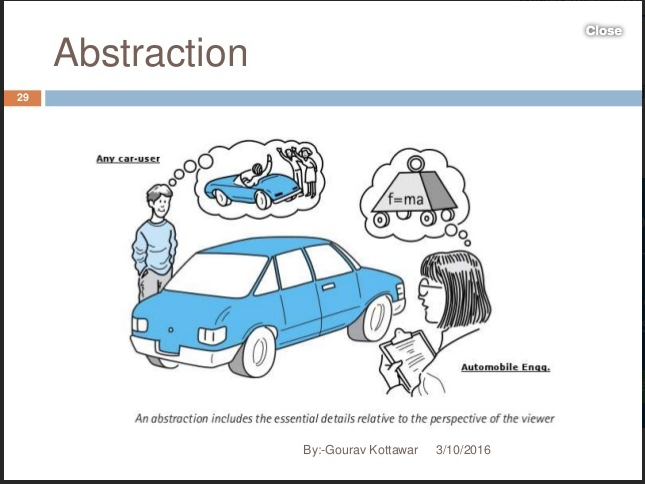 Close
Abstraction
29
Any car-user
f=ma
Automobile Engg.
An abstraction includes the essential details relative to the perspective of the viewer
By:-Gourav Kottawar 3/10/2016